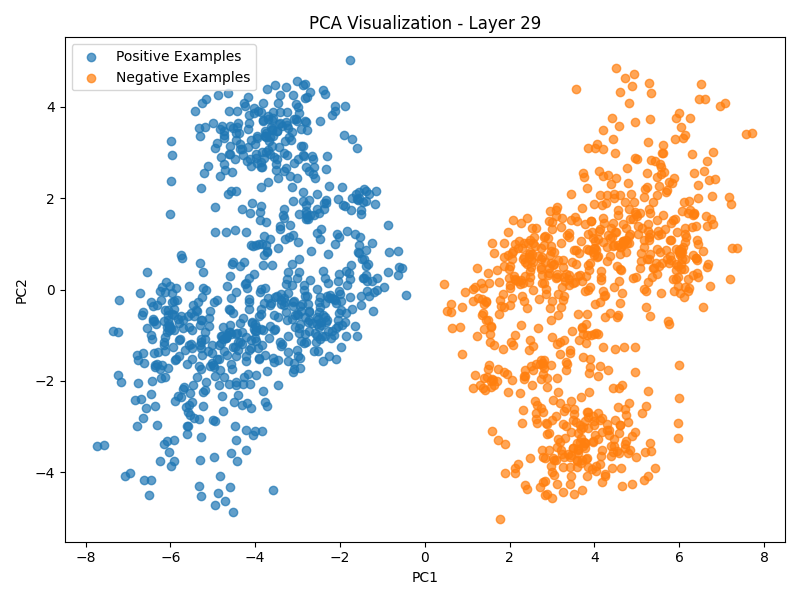 PCA Visualization - Layer 29
Positive Examples
Negative Examples
4
2
0
−2
−4
PC2
−8 −6 −4 −2 0 2 4 6 8
PC1